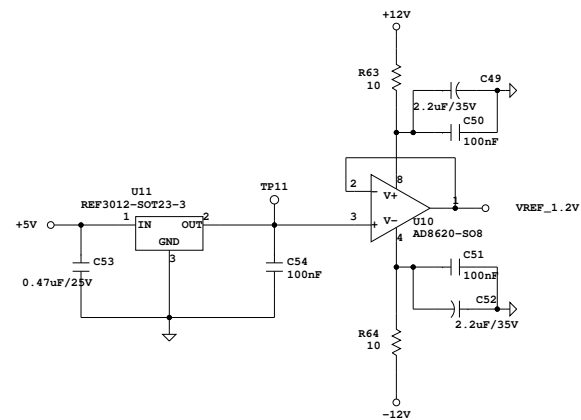 +12V
R63
10
C49
2.2uF/35V
C50
100nF
U11
REF3012-SOT23-3
TP11
2
8
V+
1
VREF_1.2V
+5V
1
IN
OUT
2
GND
3
3
V-
U10
AD8620-SO8
4
C53
0.47uF/25V
C54
100nF
C51
100nF
C52
2.2uF/35V
R64
10
-12V